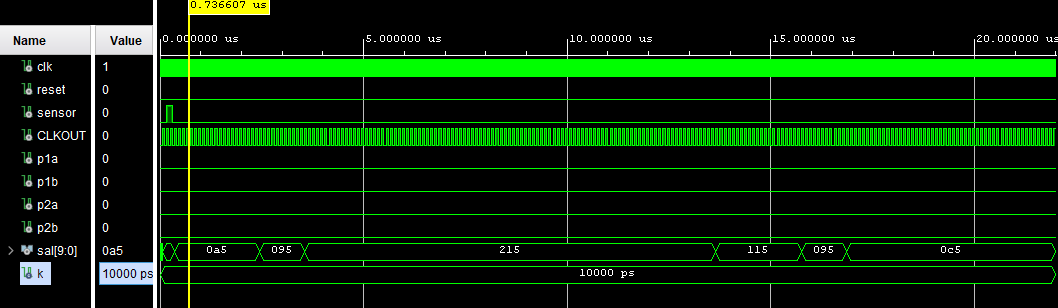 0.736607 us
Name Value 0.000000 us 5.000000 us 10.000000 us 15.000000 us 20.000000 us
clk 1
reset 0
sensor 0
CLKOUT 0
p1a 0
p1b 0
p2a 0
p2b 0
sal[9:0] 0a5 0a5 095 215 115 095 0c5
k 10000 ps 10000 ps